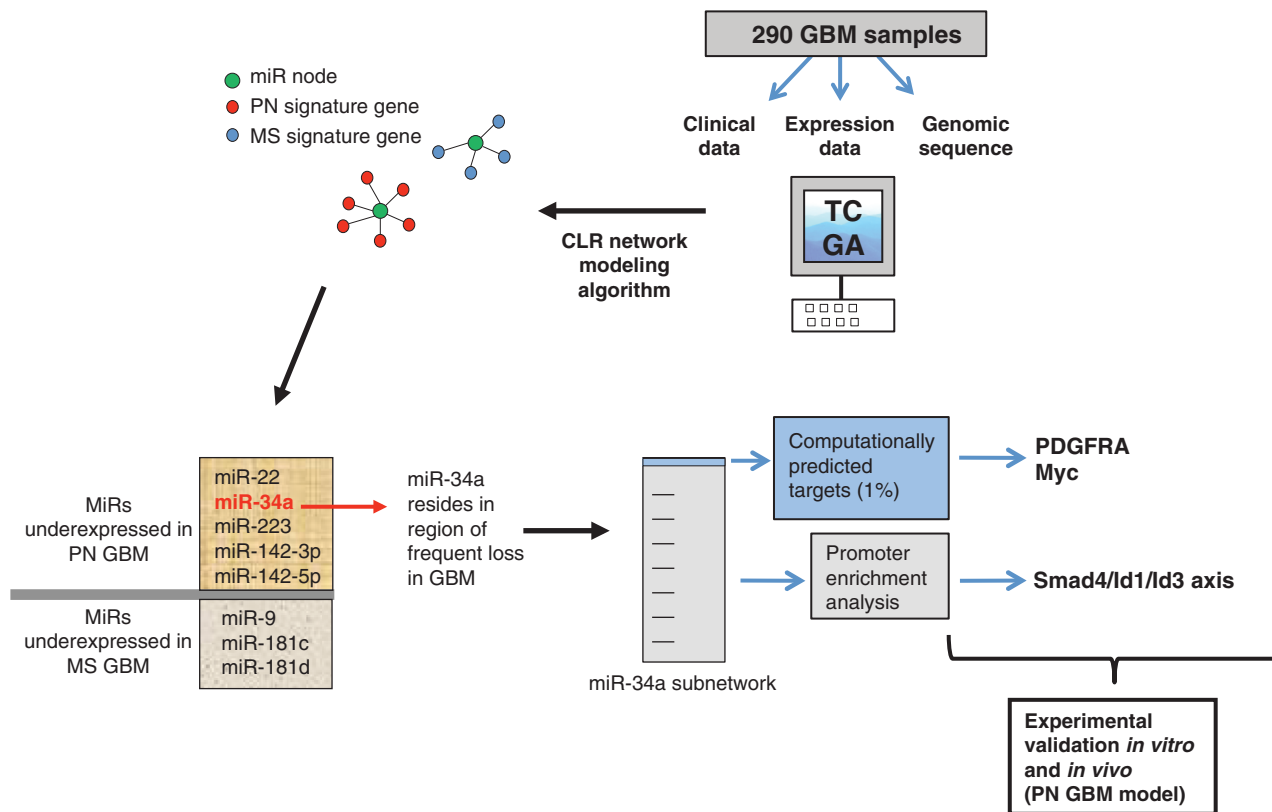 290 GBM samples
miR node
PN signature gene
MS signature gene
Clinical
data
Expression
data
Genomic
sequence
TC
GA
CLR network
modeling
algorithm
MiRs
underexpressed in
PN GBM
miR-22
miR-34a
miR-223
miR-142-3p
miR-142-5p
MiRs
underexpressed in
MS GBM
miR-9
miR-181c
miR-181d
miR-34a
resides in
region of
frequent loss
in GBM
miR-34a subnetwork
Computationally
predicted
targets (1%)
PDGFRA
Myc
Promoter
enrichment
analysis
Smad4/Id1/Id3 axis
Experimental
validation in vitro
and in vivo
(PN GBM model)